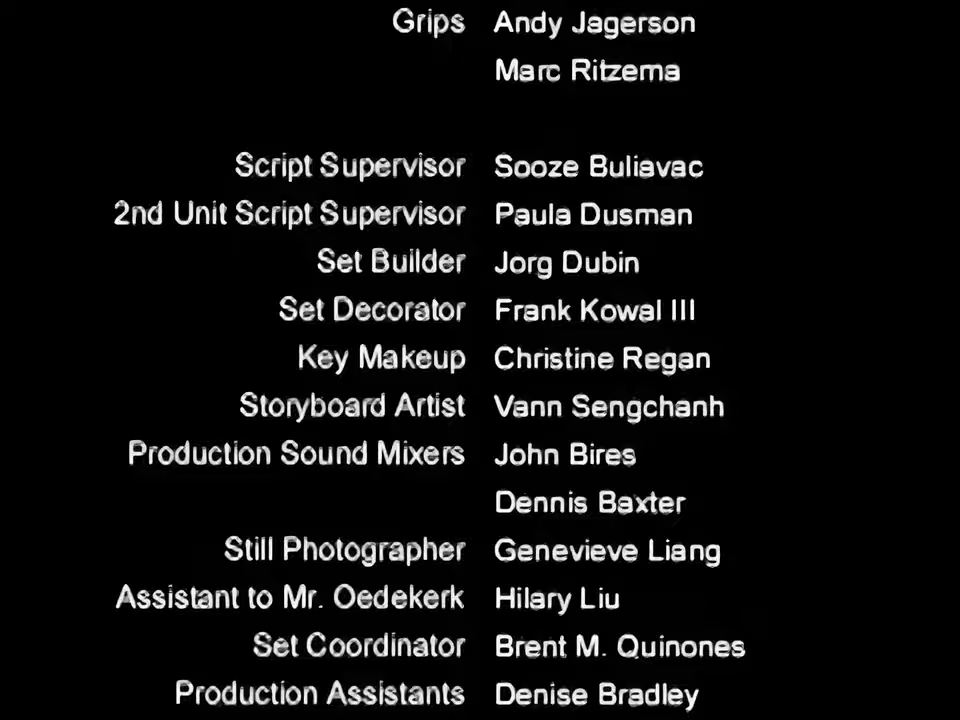 Grips Andy Jagerson
Marc Ritzema
Script Supervisor Sooze Buliavac
2nd Unit Script Supervisor Paula Dusman
Set Builder Jorg Dubin
Set Decorator Frank Kowal III
Key Makeup Christine Regan
Storyboard Artist Vann Sengchanh
Production Sound Mixers John Bires
Dennis Baxter
Still Photographer Genevieve Liang
Assistant to Mr. Oedekerk Hilary Liu
Set Coordinator Brent M. Quinones
Production Assistants Denise Bradley